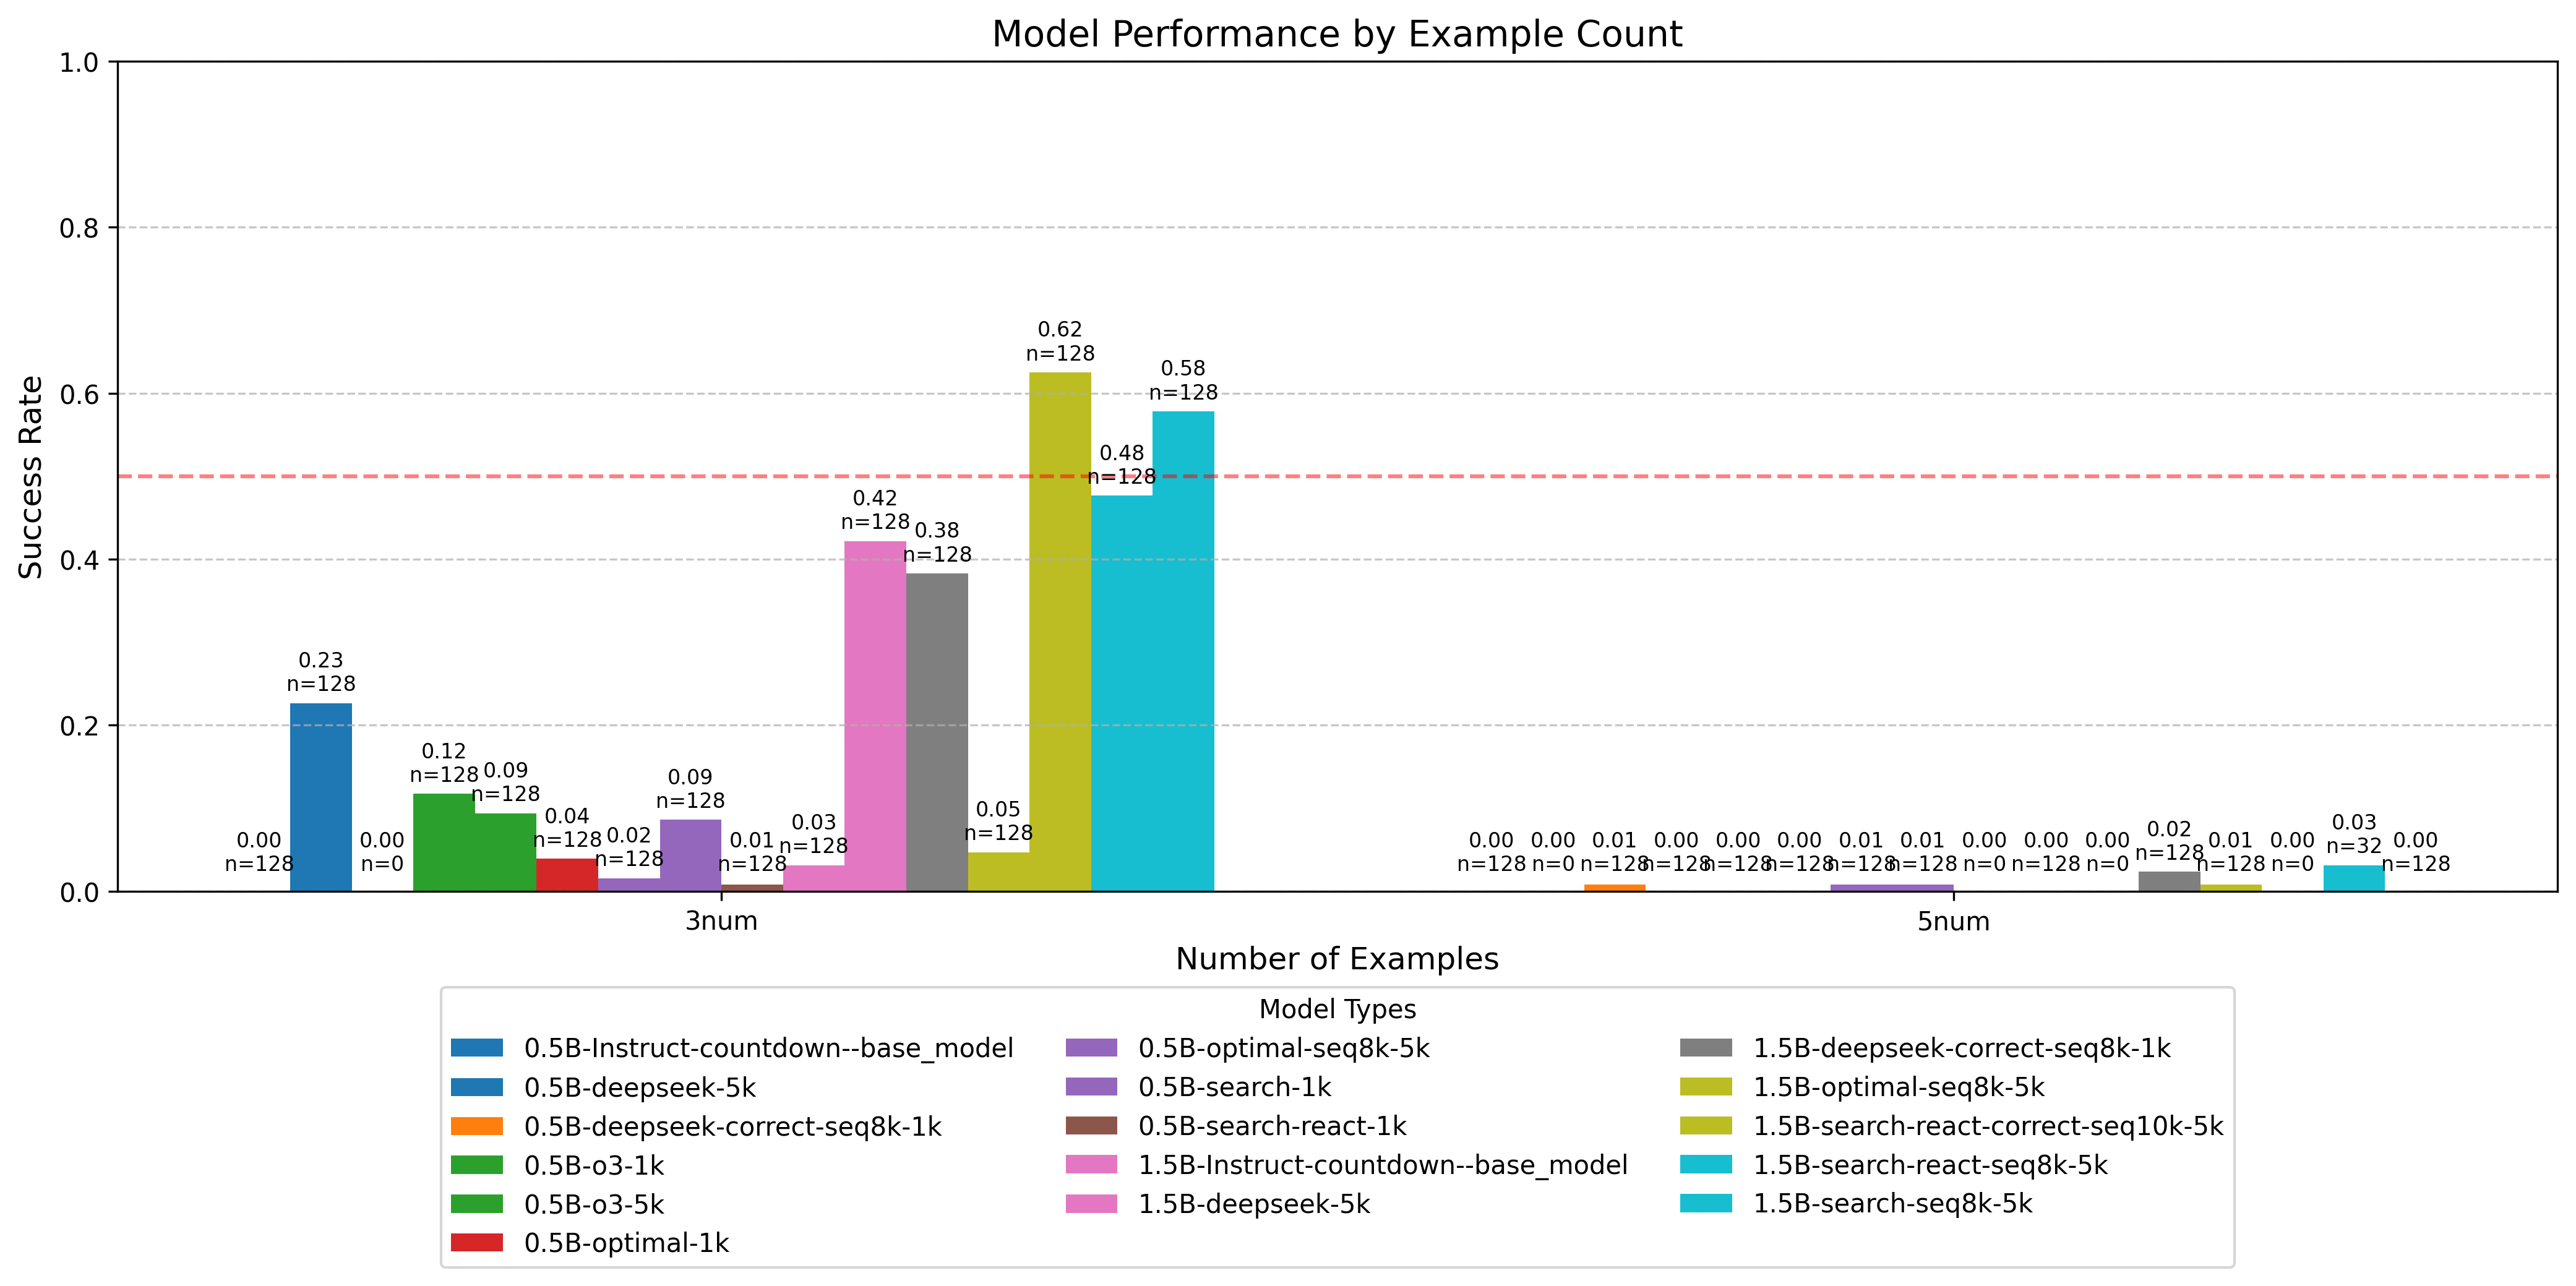 Model Performance by Example Count
Success Rate
1.0
0.8
0.6
0.4
0.2
0.0
0.00
n=128
0.23
n=128
0.00
n=0
0.12
n=128
0.09
n=128
0.04
n=128
0.02
n=128
0.09
n=128
0.01
n=128
0.03
n=128
0.42
n=128
0.38
n=128
0.05
n=128
0.62
n=128
0.48
n=128
0.58
n=128
0.00
n=128
0.00
n=0
0.01
n=128
0.00
n=128
0.00
n=128
0.00
n=128
0.01
n=128
0.01
n=128
0.00
n=0
0.00
n=128
0.00
n=0
0.02
n=128
0.01
n=128
0.00
n=0
0.03
n=32
0.00
n=128
3num
5num
Number of Examples
Model Types
0.5B-Instruct-countdown--base_model
0.5B-deepseek-5k
0.5B-deepseek-correct-seq8k-1k
0.5B-o3-1k
0.5B-o3-5k
0.5B-optimal-1k
0.5B-optimal-seq8k-5k
0.5B-search-1k
0.5B-search-react-1k
1.5B-Instruct-countdown--base_model
1.5B-deepseek-5k
1.5B-deepseek-correct-seq8k-1k
1.5B-optimal-seq8k-5k
1.5B-search-react-correct-seq10k-5k
1.5B-search-react-seq8k-5k
1.5B-search-seq8k-5k